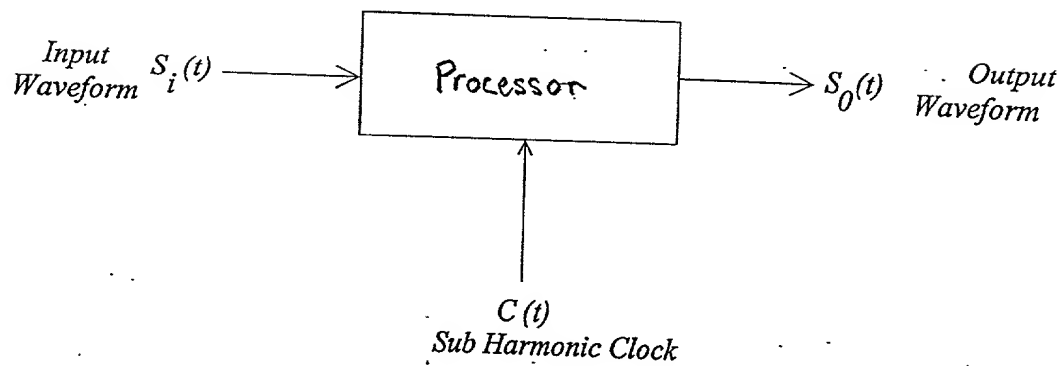 Input
Waveform S_i(t)
Processor
S_0(t) Output
Waveform
C(t)
Sub Harmonic Clock